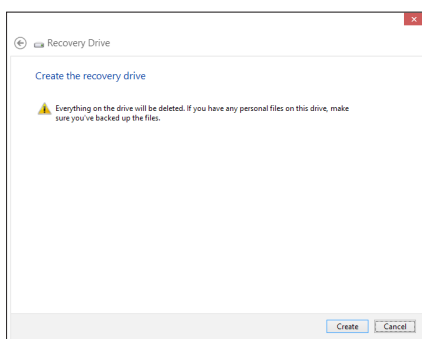 Recovery Drive
Create the recovery drive
Everything on the drive will be deleted. If you have any personal files on this drive, make
sure you've backed up the files.
Create Cancel